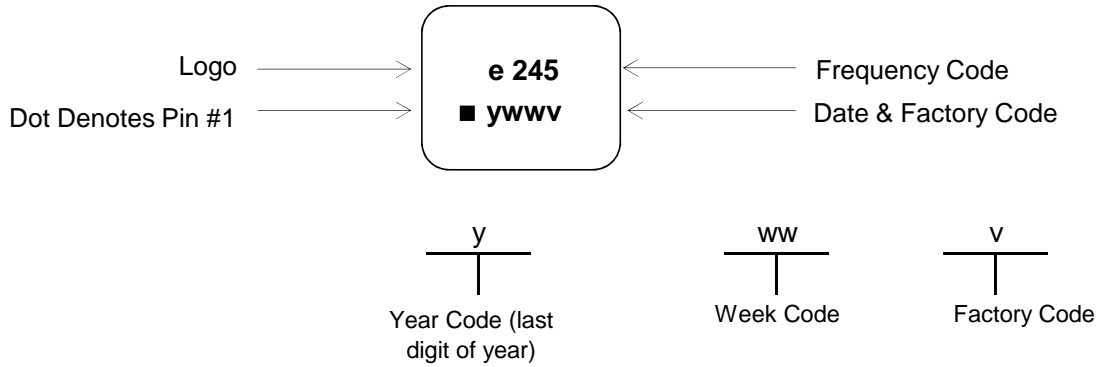 Logo
Dot Denotes Pin #1
e 245
■ ywwv
Frequency Code
Date & Factory Code
y
Year Code (last
digit of year)
ww
Week Code
v
Factory Code